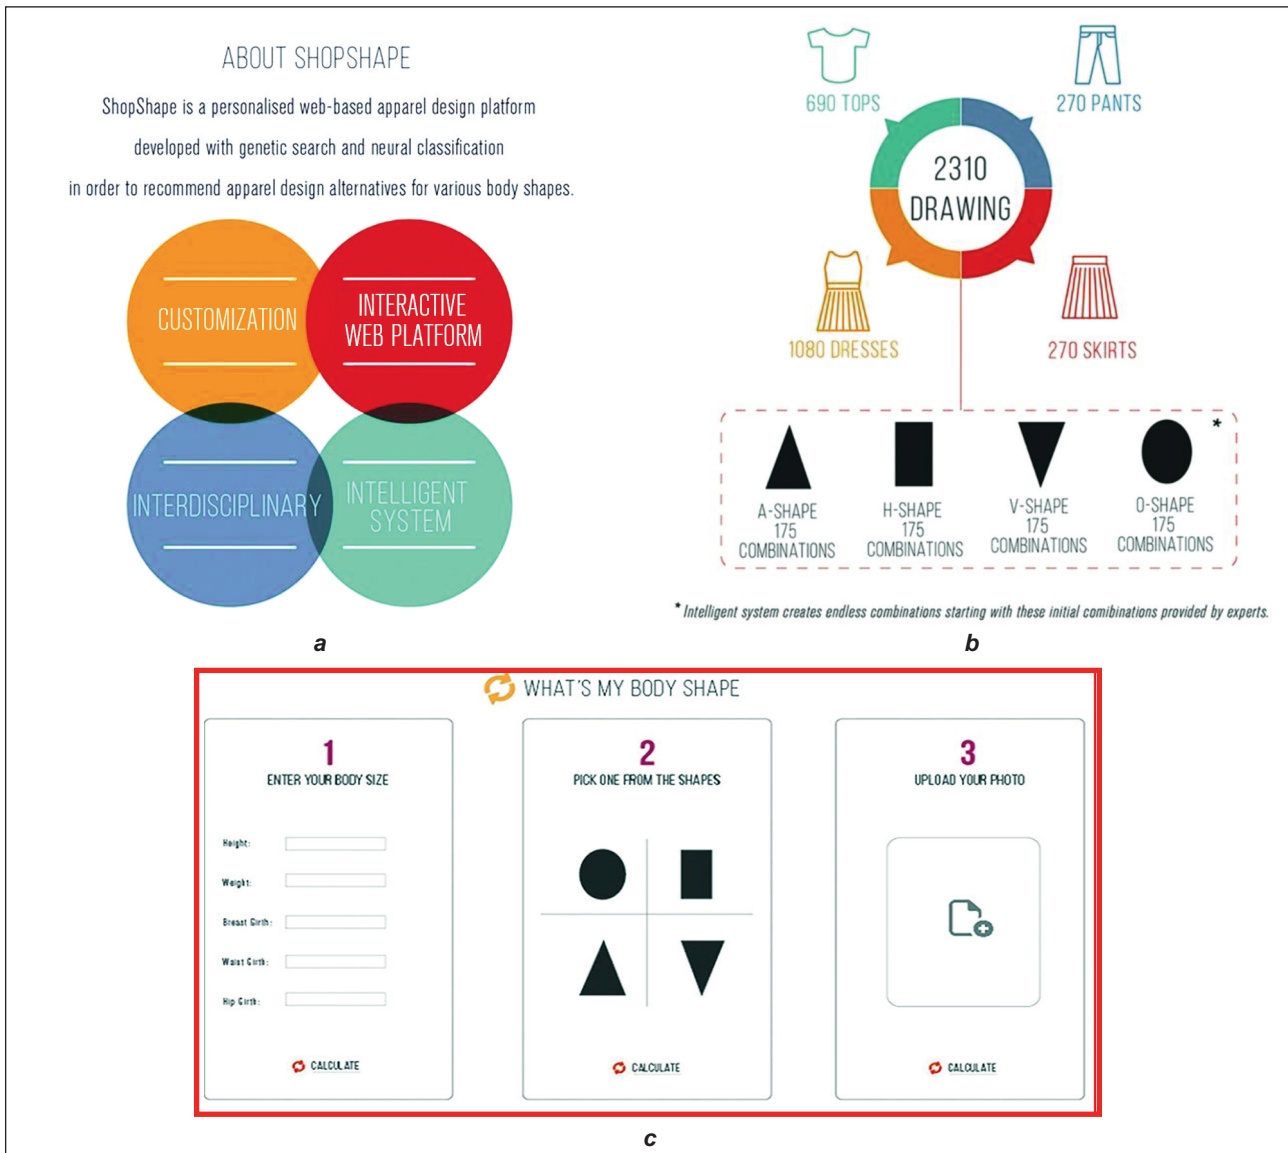 ABOUT SHOPSHAPE
ShopShape is a personalised web-based apparel design platform
developed with genetic search and neural classification
in order to recommend apparel design alternatives for various body shapes.
CUSTOMIZATION
INTERACTIVE
WEB PLATFORM
INTERDISCIPLINARY
INTELLIGENT
SYSTEM
a
690 TOPS
270 PANTS
2310
DRAWING
1080 DRESSES
270 SKIRTS
*
A-SHAPE
175
COMBINATIONS
H-SHAPE
175
COMBINATIONS
V-SHAPE
175
COMBINATIONS
O-SHAPE
175
COMBINATIONS
* Intelligent system creates endless combinations starting with these initial comibinations provided by experts.
b
WHAT'S MY BODY SHAPE
1
ENTER YOUR BODY SIZE
Height:
Weight:
Breast Girth:
Waist Girth:
Hip Girth:
CALCULATE
2
PICK ONE FROM THE SHAPES
CALCULATE
3
UPLOAD YOUR PHOTO
CALCULATE
c